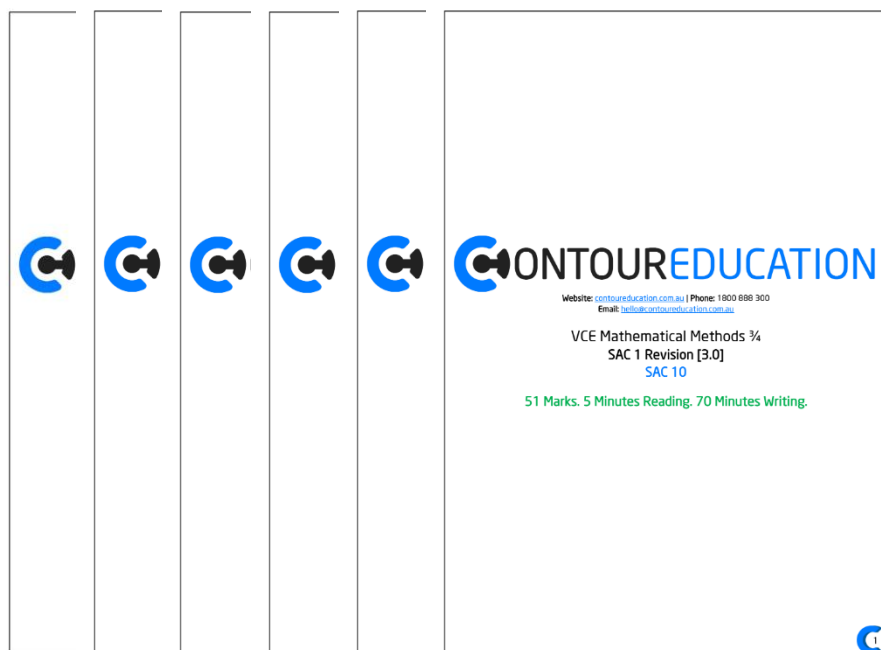 CONTOUREDUCATION
Website: contoureducation.com.au | Phone: 1800 888 300
Email: hello@contoureducation.com.au
VCE Mathematical Methods ¾
SAC 1 Revision [3.0]
SAC 10
51 Marks. 5 Minutes Reading. 70 Minutes Writing.
1